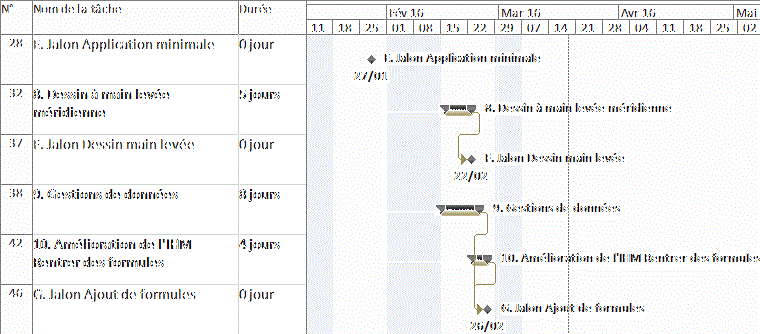 N° Nom de la tâche Durée
Fév 16 Mar 16 Avr 16 Mai
11 18 25 01 08 15 22 29 07 14 21 28 04 11 18 25 02
28 E. Jalon Application minimale 0 jour
E. Jalon Application minimale
27/01
32 8. Dessin à main levée 5 jours
méridienne
8. Dessin à main levée méridienne
37 F. Jalon Dessin main levée 0 jour
F. Jalon Dessin main levée
22/02
38 9. Gestions de données 8 jours
9. Gestions de données
42 10. Amélioration de l'IHM 4 jours
Rentrer des formules
10. Amélioration de l'IHM Rentrer des formules
46 G. Jalon Ajout de formules 0 jour
G. Jalon Ajout de formules
26/02